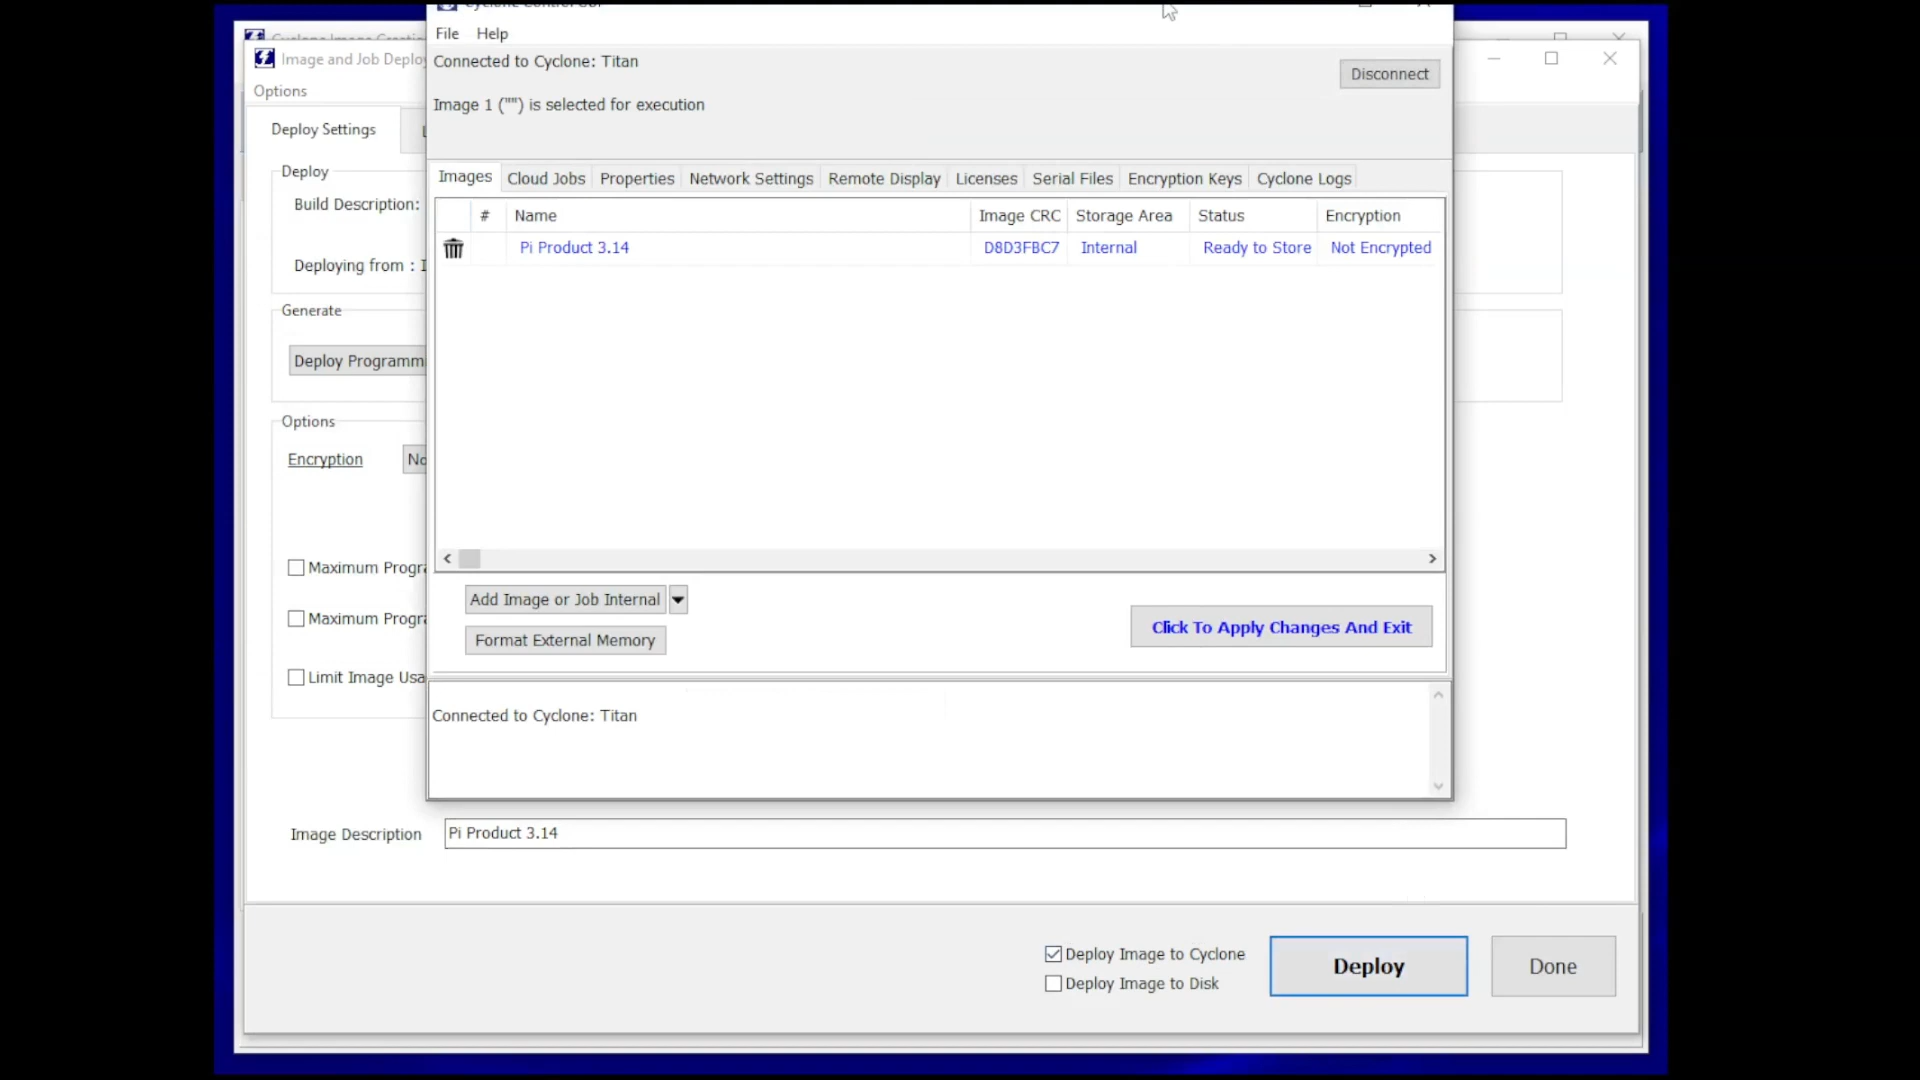 File Help
Connected to Cyclone: Titan
Disconnect
Image 1 ("") is selected for execution
Image and Job Deploy
Options
Deploy Settings
Images Cloud Jobs Properties Network Settings Remote Display Licenses Serial Files Encryption Keys Cyclone Logs
# Name Image CRC Storage Area Status Encryption
Pi Product 3.14 D8D3FBC7 Internal Ready to Store Not Encrypted
Deploy
Build Description:
Deploying from :
Generate
Deploy Programm
Options
Encryption No
Maximum Progra
Maximum Progra
Limit Image Usa
Add Image or Job Internal
Format External Memory
Click To Apply Changes And Exit
Connected to Cyclone: Titan
Image Description Pi Product 3.14
Deploy Image to Cyclone
Deploy Image to Disk
Deploy
Done